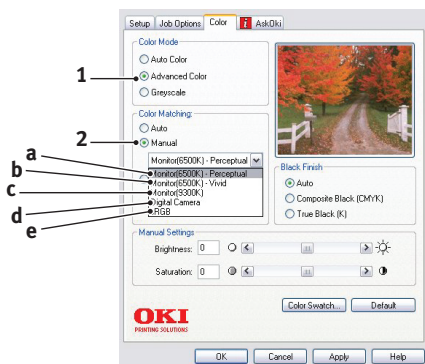 Setup Job Options Color i AskOki
Color Mode
Auto Color
1 Advanced Color
Greyscale
Color Matching:
Auto
2 Manual
Monitor(6500K) - Perceptual
a Monitor(6500K) - Perceptual
b Monitor(6500K) - Vivid
c Monitor(9300K)
d Digital Camera
e sRGB
Black Finish
Auto
Composite Black (CMYK)
True Black (K)
Manual Settings
Brightness: 0
Saturation: 0
Color Swatch... Default
OKI
PRINTING SOLUTIONS
OK Cancel Apply Help